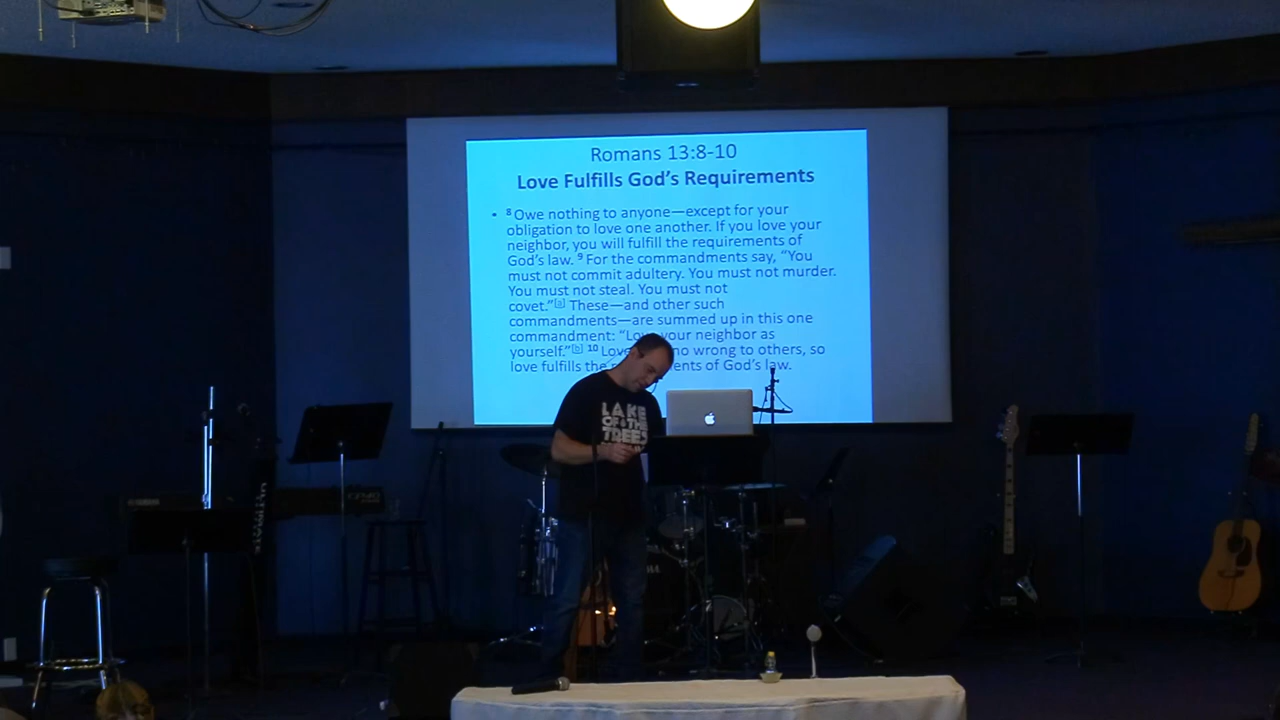 Romans 13:8-10
Love Fulfills God's Requirements
▪ 8 Owe nothing to anyone—except for your
obligation to love one another. If you love your
neighbor, you will fulfill the requirements of
God's law. 9 For the commandments say, "You
must not commit adultery. You must not murder.
You must not steal. You must not
covet."[a] These—and other such
commandments—are summed up in this one
commandment: "Love your neighbor as
yourself."[b] 10 Love no wrong to others, so
love fulfills the of God's law.
LAKE
OF THE
TREES